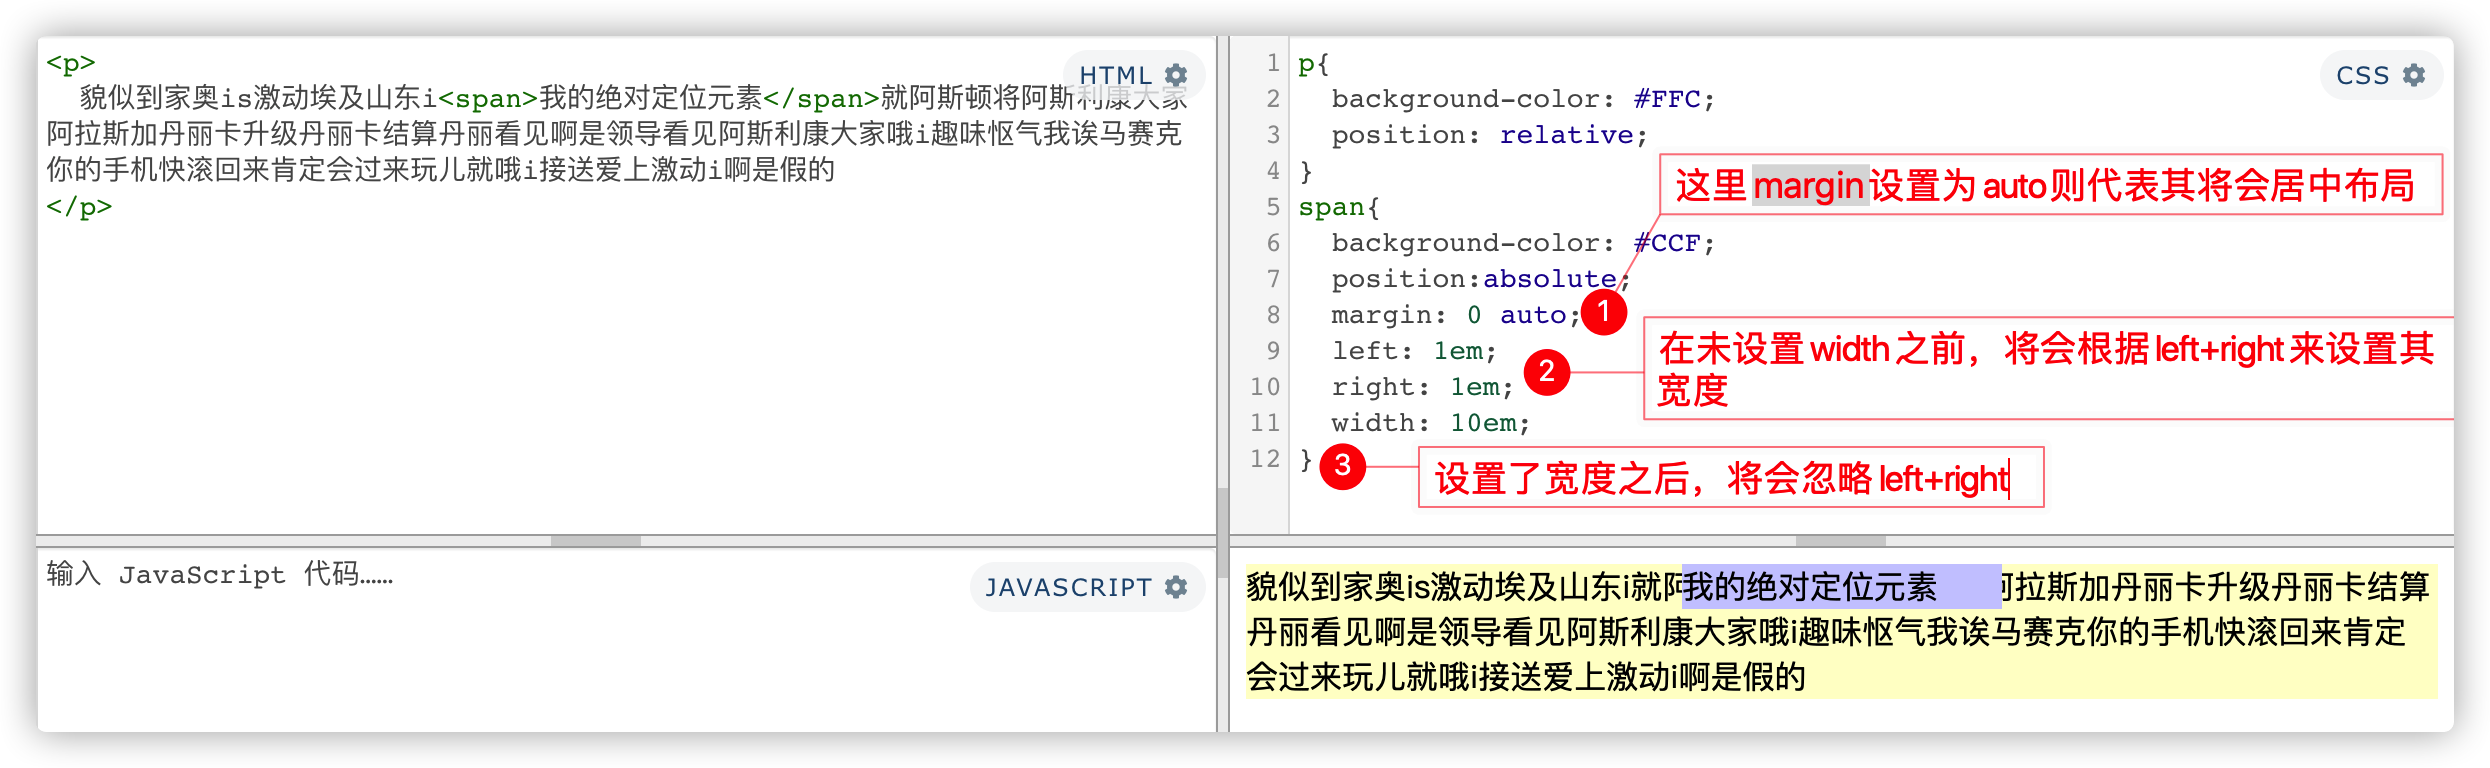 <p>
HTML
貌似到家奥is激动埃及山东i<span>我的绝对定位元素</span>就阿斯顿将阿斯利康大家
阿拉斯加丹丽卡升级丹丽卡结算丹丽看见啊是领导看见阿斯利康大家哦i趣味怄气我诶马赛克
你的手机快滚回来肯定会过来玩儿就哦i接送爱上激动i啊是假的
</p>
CSS
1 p{
2 background-color: #FFC;
3 position: relative;
4 }
5 span{
6 background-color: #CCF;
7 position:absolute;
8 margin: 0 auto;
9 left: 1em;
10 right: 1em;
11 width: 10em;
12 }
1
这里margin设置为auto则代表其将会居中布局
2
在未设置width之前，将会根据left+right来设置其
宽度
3
设置了宽度之后，将会忽略left+right
输入 JavaScript 代码……
JAVASCRIPT
貌似到家奥is激动埃及山东i就阿我的绝对定位元素阿拉斯加丹丽卡升级丹丽卡结算
丹丽看见啊是领导看见阿斯利康大家哦i趣味怄气我诶马赛克你的手机快滚回来肯定
会过来玩儿就哦i接送爱上激动i啊是假的